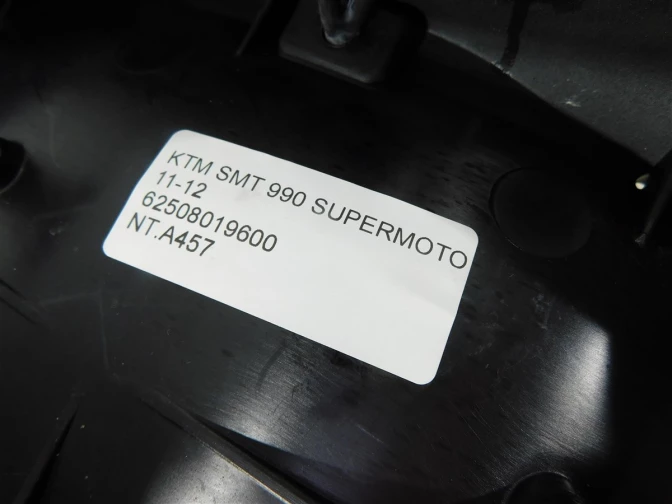 KTM SMT 990 SUPERMOTO
11-12
62508019600
NT.A457